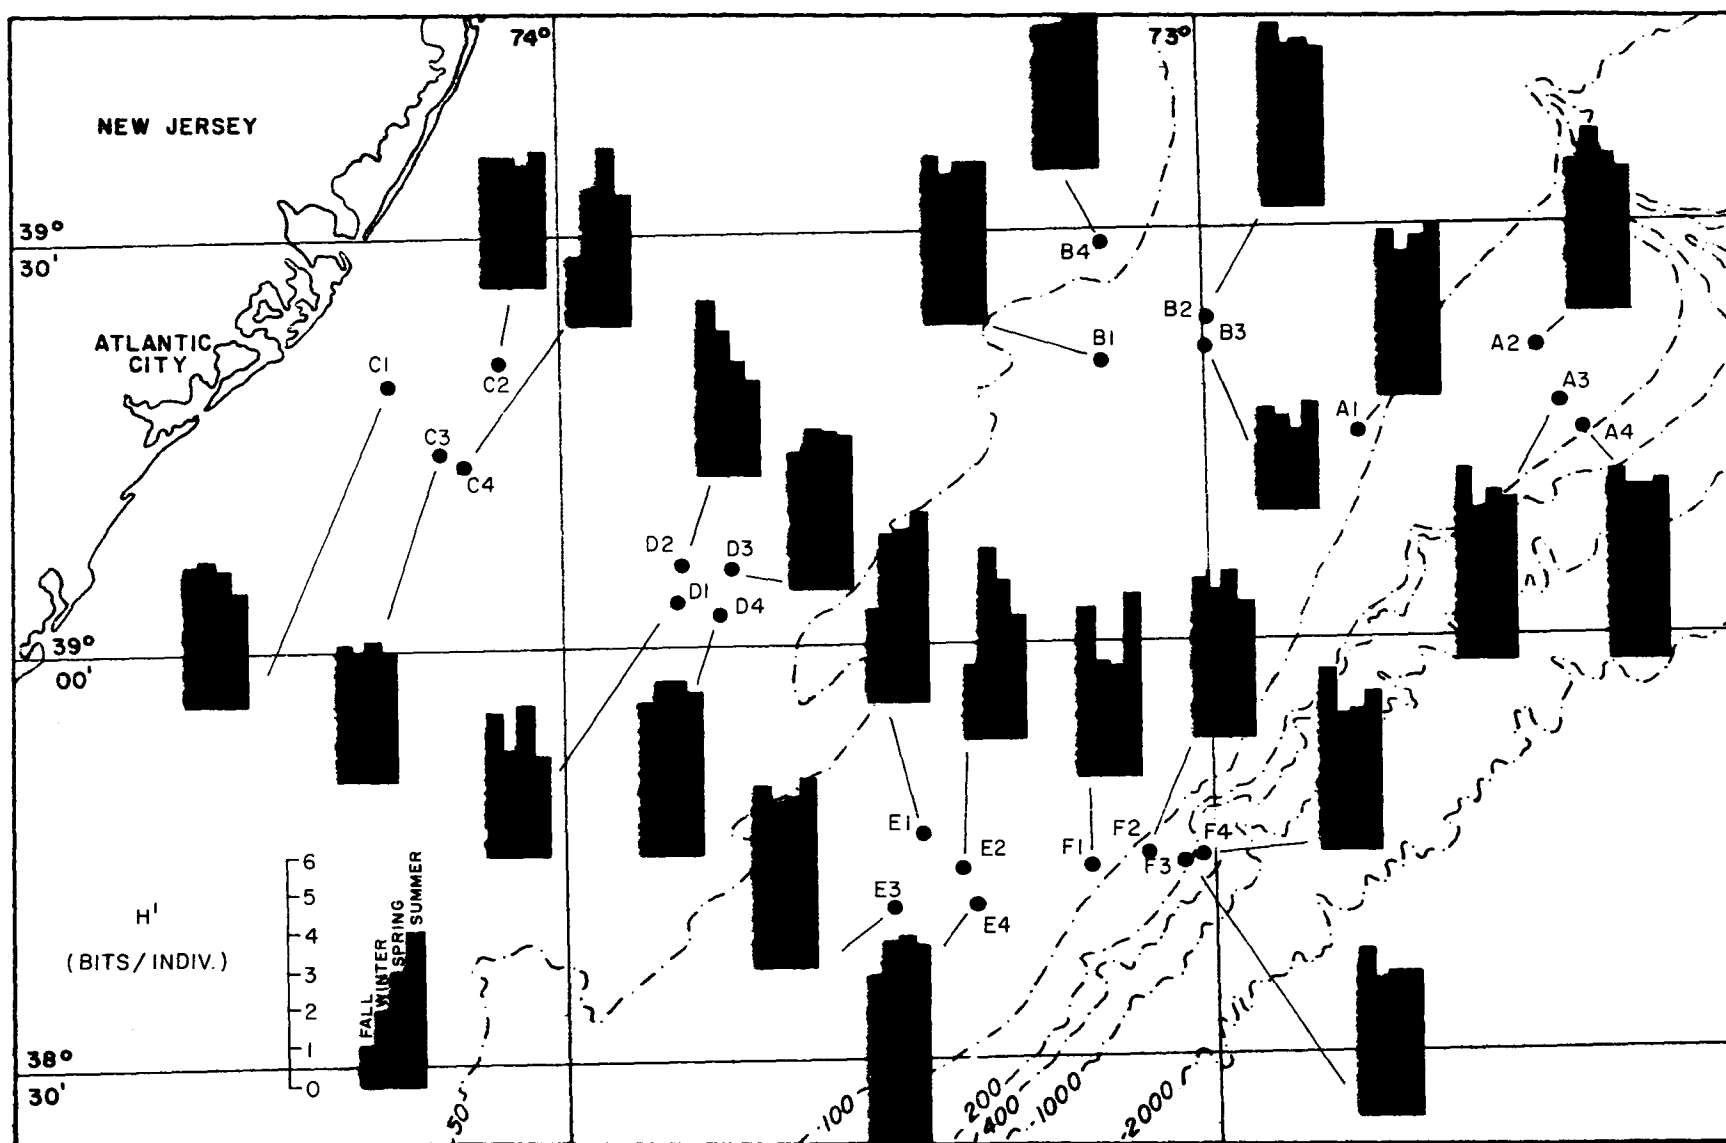 74°
73°
NEW JERSEY
39°
30'
B4
ATLANTIC
CITY
B2
B3
B1
A2
C1
C2
A3
A1
A4
C3
C4
D2
D3
D1
D4
39°
00'
E1
E2
F1
F2
F3
F4
E3
E4
H'
(BITS/INDIV.)
6
5
4
3
2
1
0
FALL
WINTER
SPRING
SUMMER
38°
30'
50
100
200
400
1000
2000